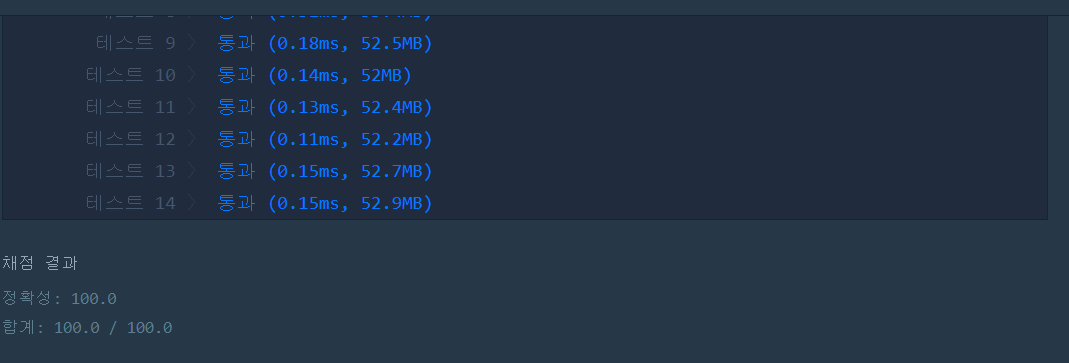 테스트 9 〉 통과 (0.18ms, 52.5MB)
테스트 10 〉 통과 (0.14ms, 52MB)
테스트 11 〉 통과 (0.13ms, 52.4MB)
테스트 12 〉 통과 (0.11ms, 52.2MB)
테스트 13 〉 통과 (0.15ms, 52.7MB)
테스트 14 〉 통과 (0.15ms, 52.9MB)
채점 결과
정확성: 100.0
합계: 100.0 / 100.0